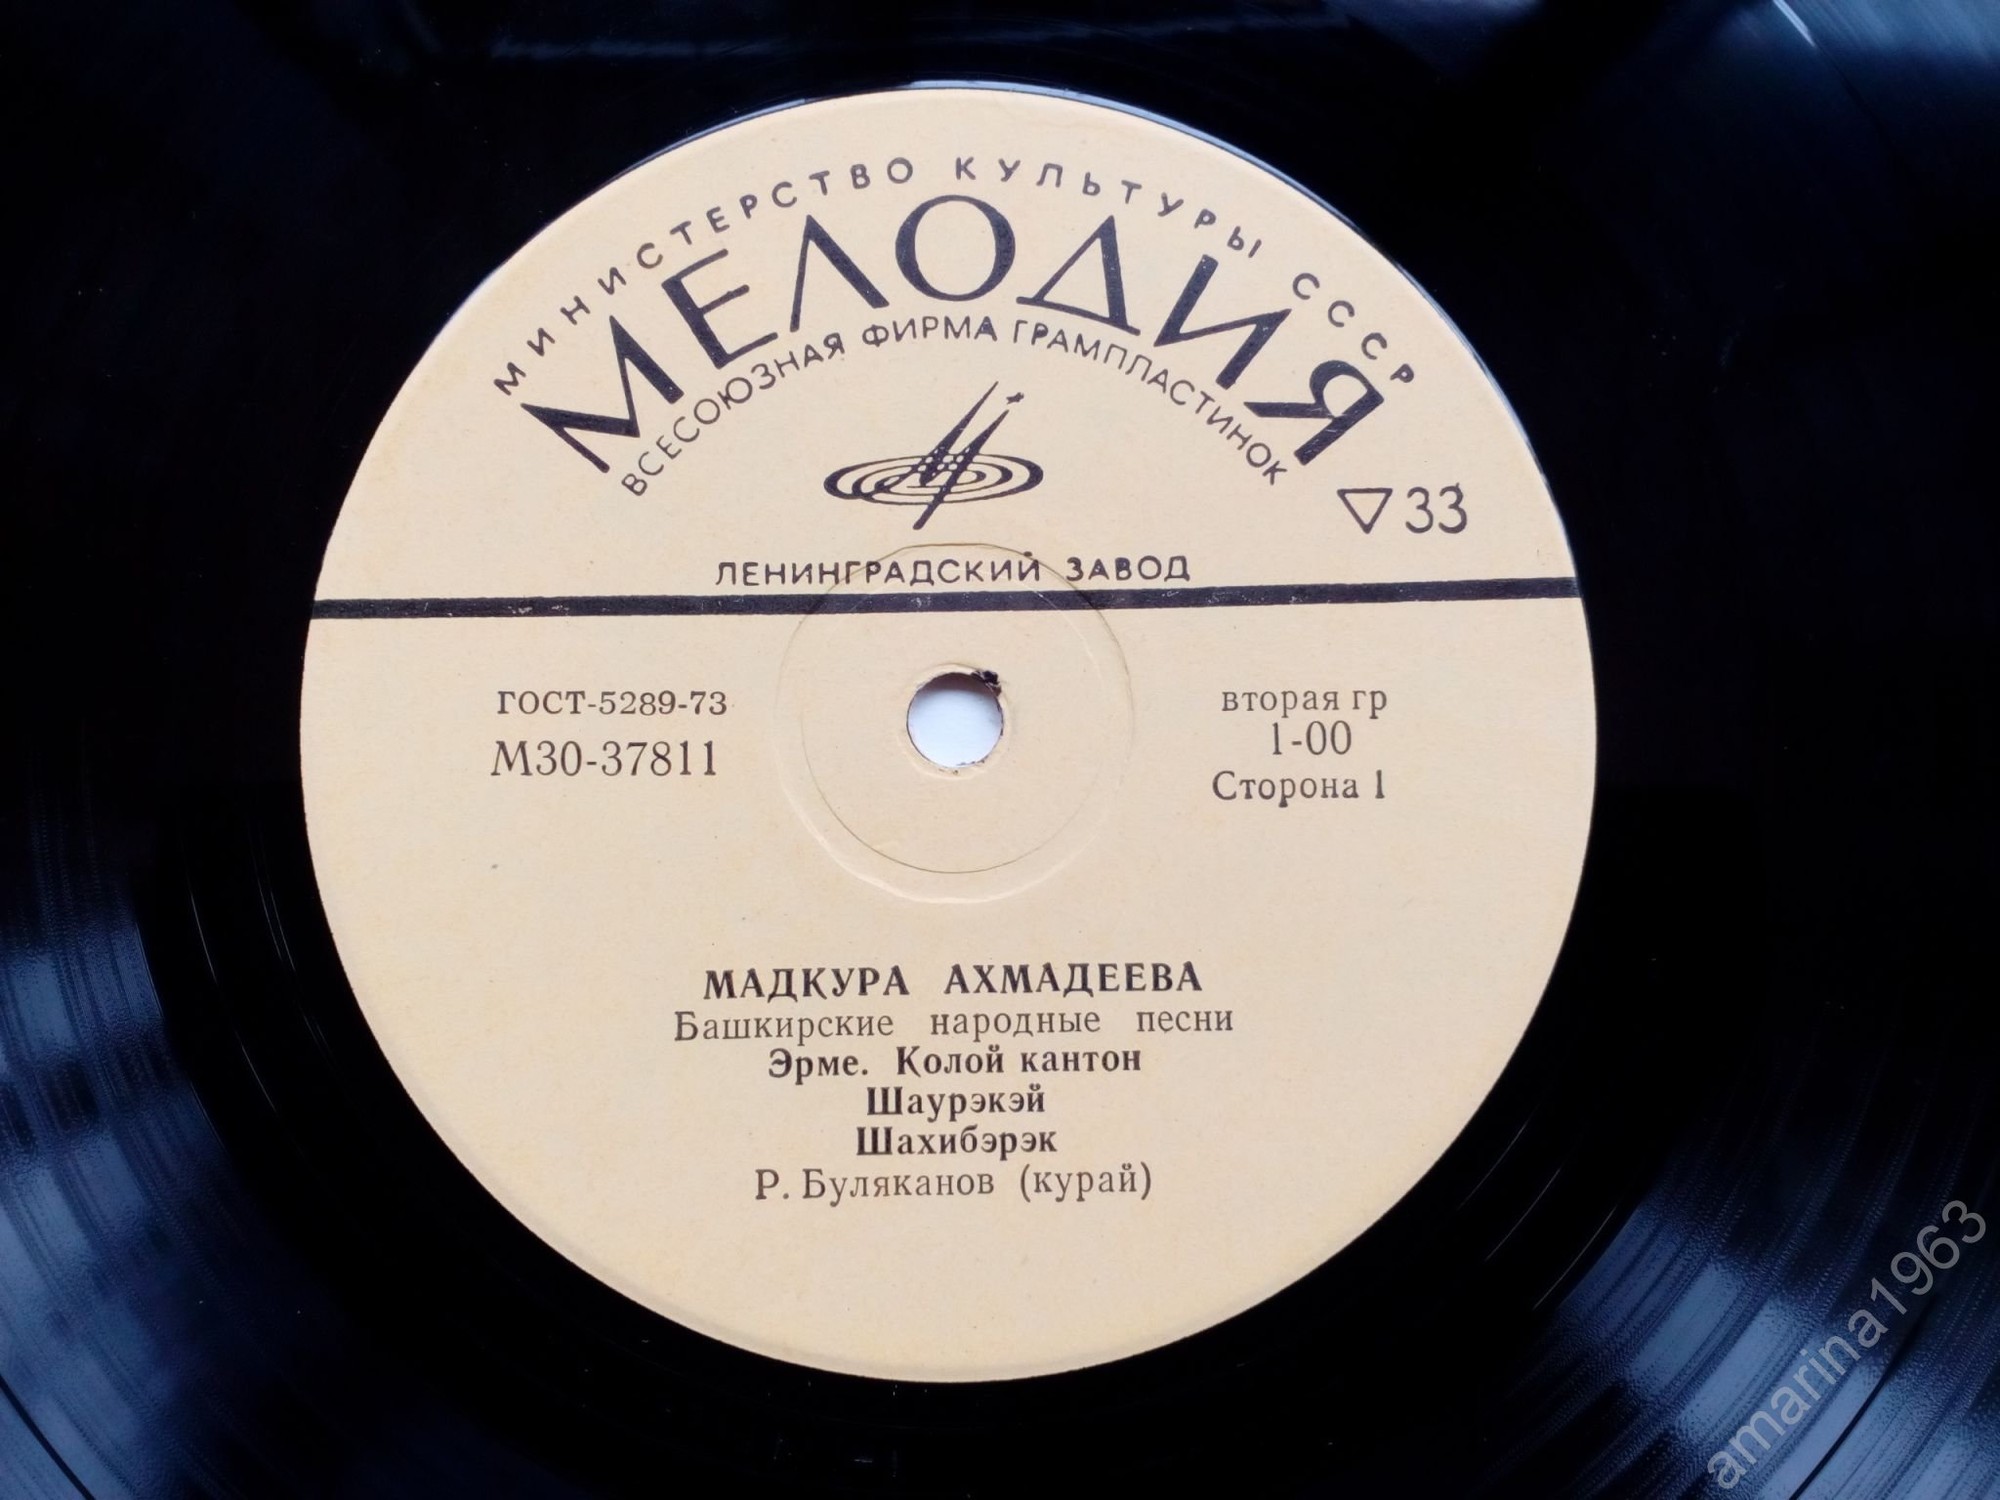 МИНИСТЕРСТВО КУЛЬТУРЫ СССР
МЕЛОДИЯ
ВСЕСОЮЗНАЯ ФИРМА ГРАМПЛАСТИНОК
▽33
ЛЕНИНГРАДСКИЙ ЗАВОД
ГОСТ-5289-73
М30-37811
вторая гр
1-00
Сторона 1
МАДКУРА АХМАДЕЕВА
Башкирские народные песни
Эрме. Колой кантон
Шаурэкэй
Шахибэрэк
Р. Буляканов (курай)
amarina1963